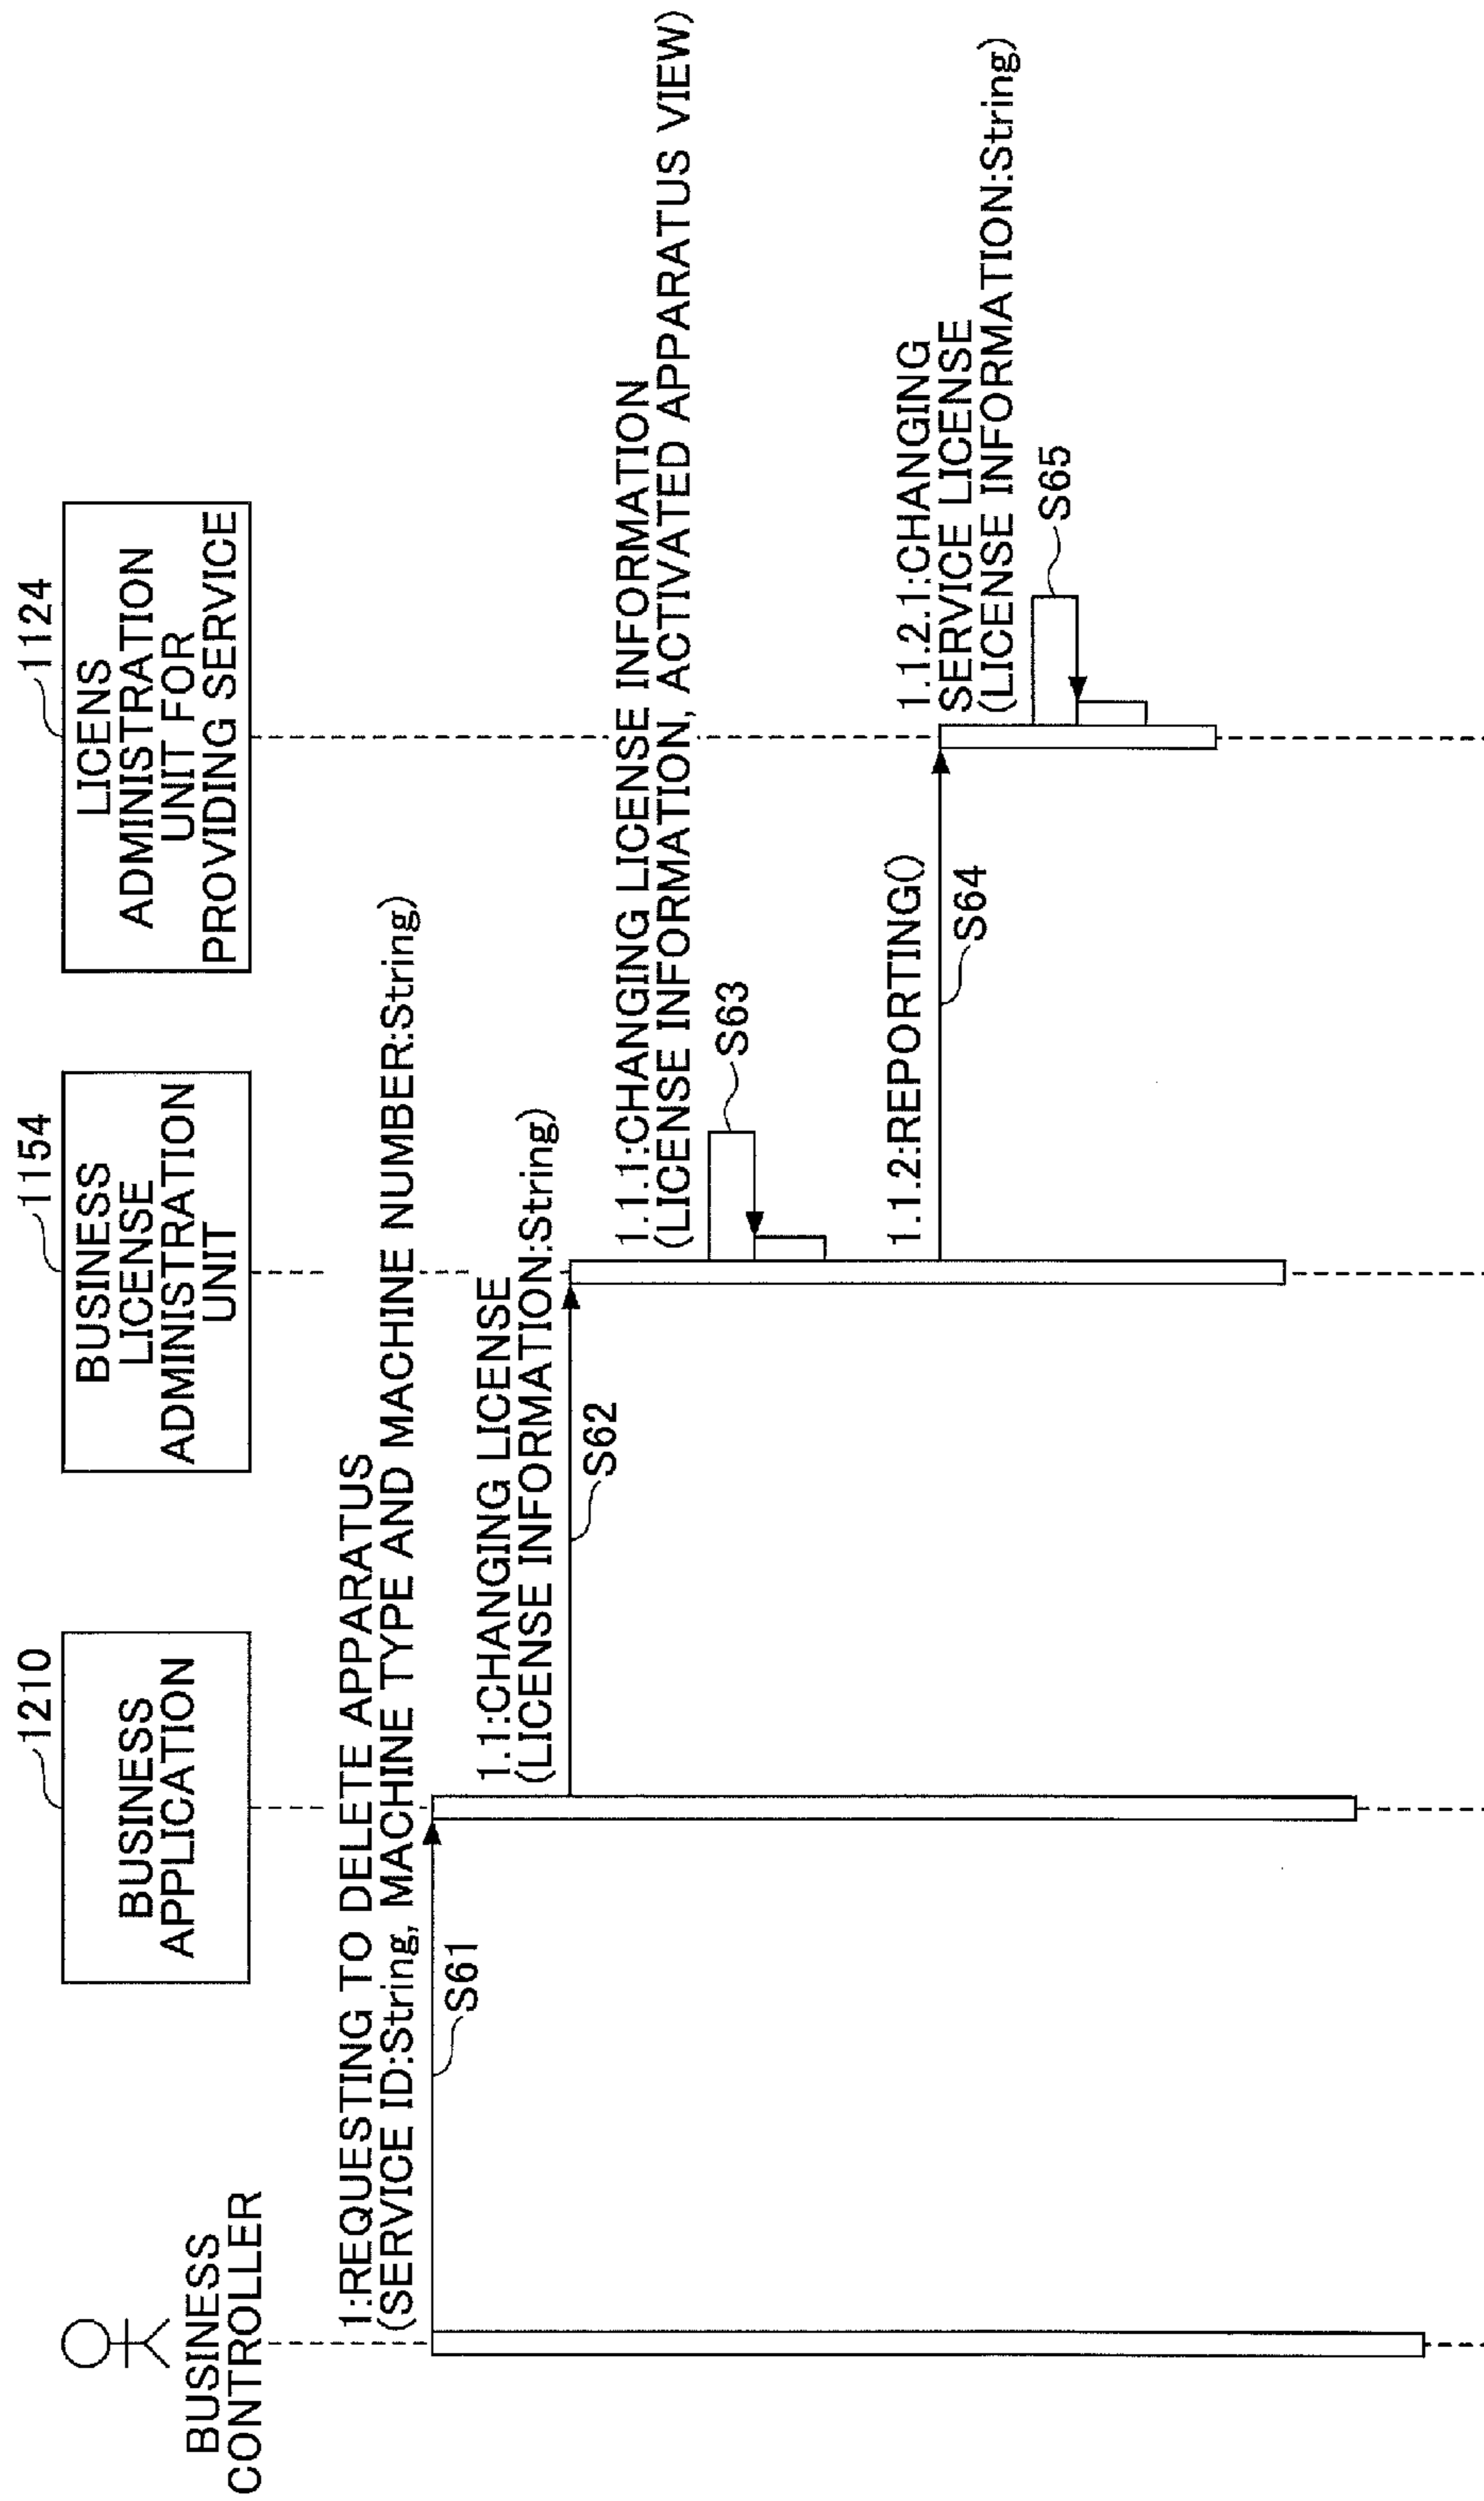 BUSINESS
CONTROLLER
1210
BUSINESS
APPLICATION
1154
BUSINESS
LICENSE
ADMINISTRATION
UNIT
1124
LICENS
ADMINISTRATION
UNIT FOR
PROVIDING SERVICE
1:REQUESTING TO DELETE APPARATUS
(SERVICE ID:String, MACHINE TYPE AND MACHINE NUMBER:String)
S61
1.1:CHANGING LICENSE
(LICENSE INFORMATION:String)
S62
1.1.1:CHANGING LICENSE INFORMATION
(LICENSE INFORMATION, ACTIVATED APPARATUS VIEW)
S63
1.1.2:REPORTING()
S64
1.1.2.1:CHANGING
SERVICE LICENSE
(LICENSE INFORMATION:String)
S65